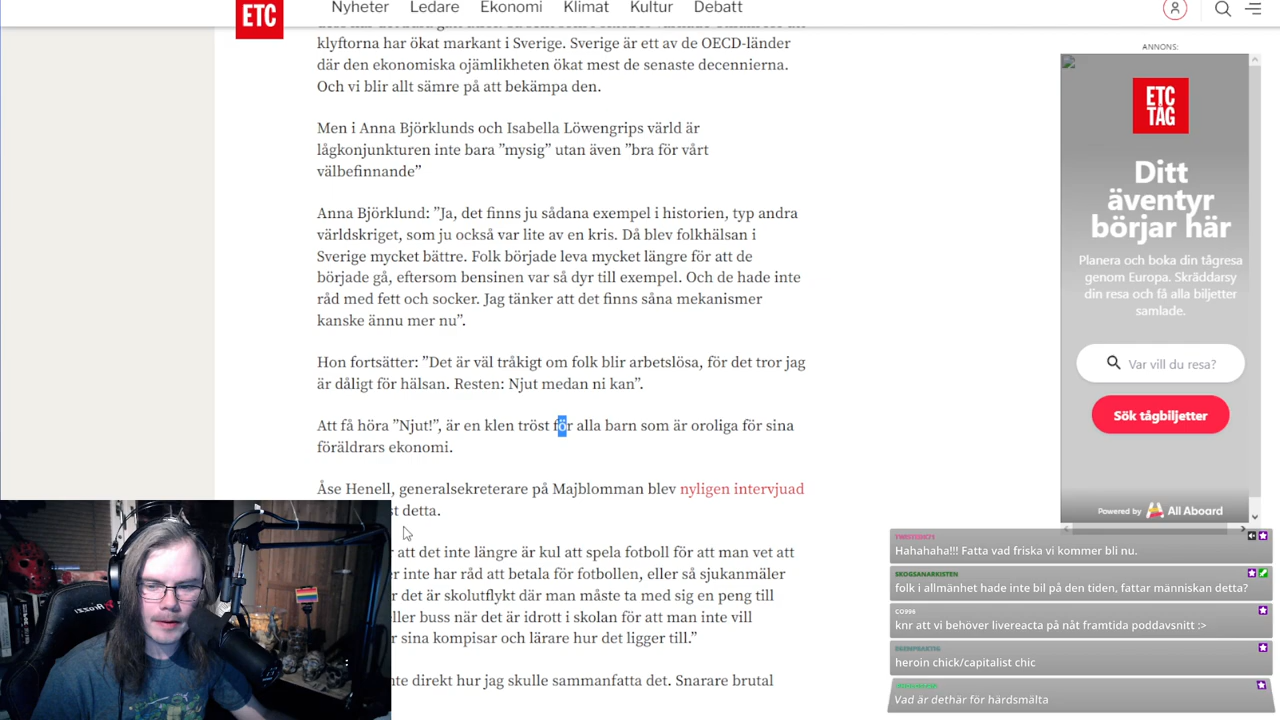 ETC
Nyheter Ledare Ekonomi Klimat Kultur Debatt
klyftorna har ökat markant i Sverige. Sverige är ett av de OECD-länder
där den ekonomiska ojämlikheten ökat mest de senaste decennierna.
Och vi blir allt sämre på att bekämpa den.
Men i Anna Björklunds och Isabella Löwengrips värld är
lågkonjunkturen inte bara ”mysig” utan även ”bra för vårt
välbefinnande”
Anna Björklund: ”Ja, det finns ju sådana exempel i historien, typ andra
världskriget, som ju också var lite av en kris. Då blev folkhälsan i
Sverige mycket bättre. Folk började leva mycket längre för att de
började gå, eftersom bensinen var så dyr till exempel. Och de hade inte
råd med fett och socker. Jag tänker att det finns såna mekanismer
kanske ännu mer nu”.
Hon fortsätter: ”Det är väl tråkigt om folk blir arbetslösa, för det tror jag
är dåligt för hälsan. Resten: Njut medan ni kan”.
Att få höra ”Njut!”, är en klen tröst för alla barn som är oroliga för sina
föräldrars ekonomi.
Åse Henell, generalsekreterare på Majblomman blev nyligen intervjuad
detta.
att det inte längre är kul att spela fotboll för att man vet att
inte har råd att betala för fotbollen, eller så sjukanmäler
det är skolutflykt där man måste ta med sig en peng till
eller buss när det är idrott i skolan för att man inte vill
sina kompisar och lärare hur det ligger till.”
direkt hur jag skulle sammanfatta det. Snarare brutal
ANNONS:
ETC
TAG
Ditt
äventyr
börjar här
Planera och boka din tågresa
genom Europa. Skräddarsy
din resa och få alla biljetter
samlade.
Var vill du resa?
Sök tågbiljetter
Powered by All Aboard
Hahahaha!!! Fatta vad friska vi kommer bli nu.
SKOGSANARKISTEN
folk i allmänhet hade inte bil på den tiden, fattar människan detta?
CO996
knr att vi behöver livereacta på nåt framtida poddavsnitt :>
heroin chick/capitalist chic
Vad är dethär för härdsmälta